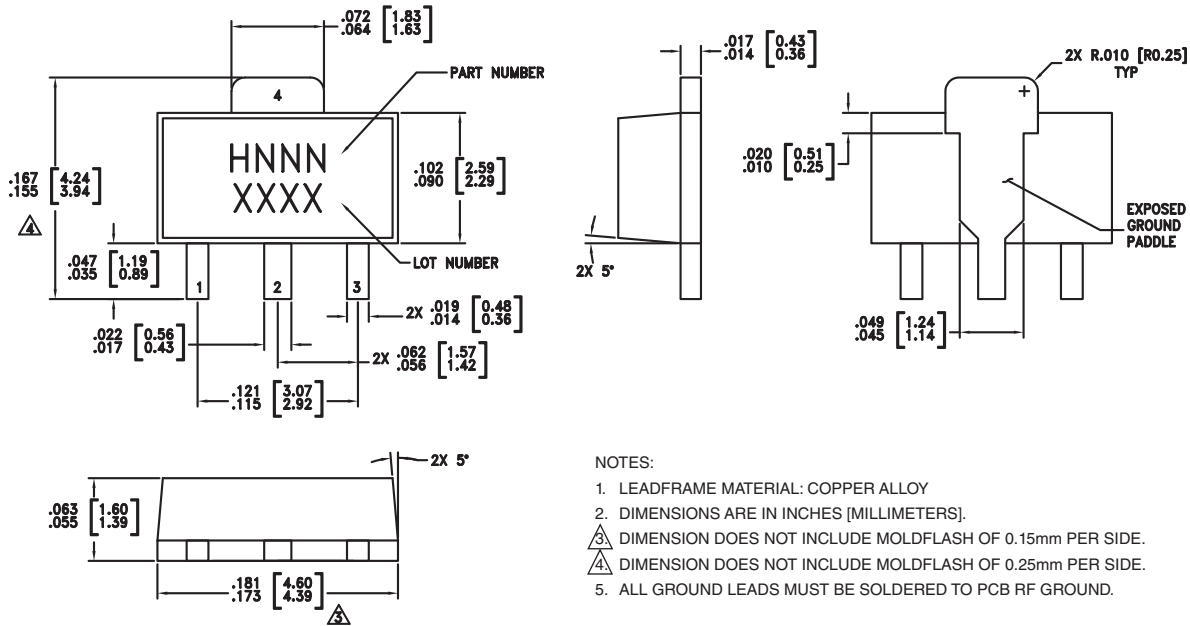 .072 [1.83]
.064 [1.63]
PART NUMBER
4
HNNN
XXXX
.167 [4.24]
.155 [3.94]
4
.102 [2.59]
.090 [2.29]
.047 [1.19]
.035 [0.89]
LOT NUMBER
1
2
3
2X .019 [0.48]
.014 [0.36]
.022 [0.56]
.017 [0.43]
2X .062 [1.57]
.056 [1.42]
.121 [3.07]
.115 [2.92]
.017 [0.43]
.014 [0.36]
2X 5°
2X R.010 [R0.25]
TYP
+
.020 [0.51]
.010 [0.25]
EXPOSED
GROUND
PADDLE
.049 [1.24]
.045 [1.14]
2X 5°
.063 [1.60]
.055 [1.39]
.181 [4.60]
.173 [4.39]
3
NOTES:
1. LEADFRAME MATERIAL: COPPER ALLOY
2. DIMENSIONS ARE IN INCHES [MILLIMETERS].
3. DIMENSION DOES NOT INCLUDE MOLDFLASH OF 0.15mm PER SIDE.
4. DIMENSION DOES NOT INCLUDE MOLDFLASH OF 0.25mm PER SIDE.
5. ALL GROUND LEADS MUST BE SOLDERED TO PCB RF GROUND.